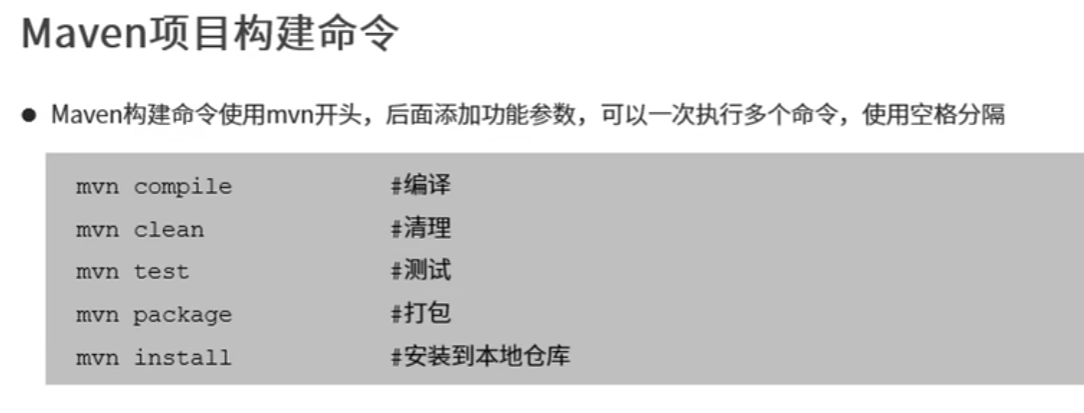 Maven项目构建命令
● Maven构建命令使用mvn开头，后面添加功能参数，可以一次执行多个命令，使用空格分隔
mvn compile #编译
mvn clean #清理
mvn test #测试
mvn package #打包
mvn install #安装到本地仓库